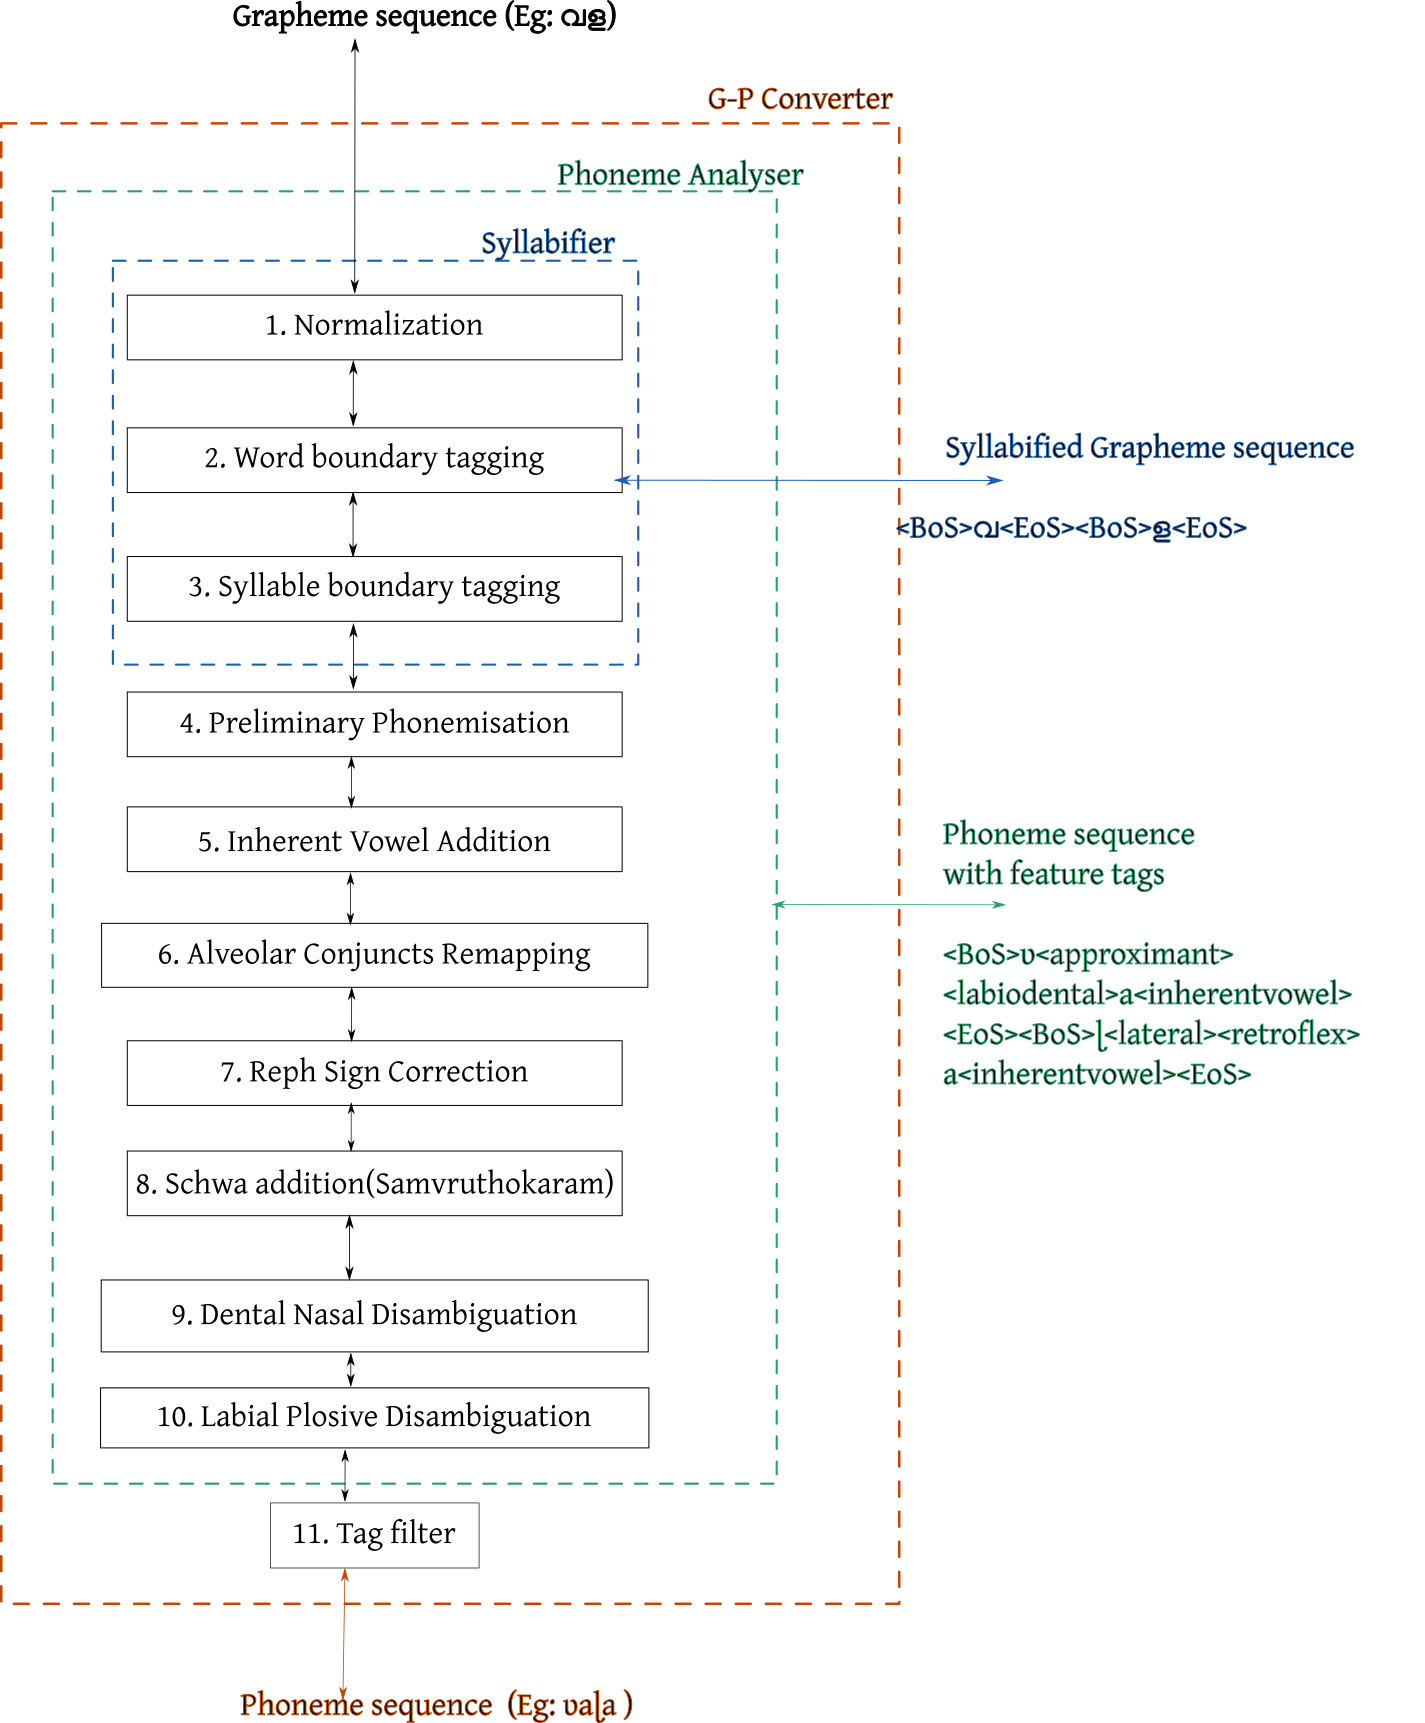 Grapheme sequence (Eg: വള)
G-P Converter
Phoneme Analyser
Syllabifier
1. Normalization
2. Word boundary tagging
3. Syllable boundary tagging
Syllabified Grapheme sequence
<BoS>വ<EoS><BoS>ള<EoS>
4. Preliminary Phonemisation
5. Inherent Vowel Addition
6. Alveolar Conjuncts Remapping
7. Reph Sign Correction
8. Schwa addition(Samvruthokaram)
9. Dental Nasal Disambiguation
10. Labial Plosive Disambiguation
Phoneme sequence
with feature tags
<BoS>ʋ<approximant>
<labiodental>a<inherentvowel>
<EoS><BoS>ɭ<lateral><retroflex>
a<inherentvowel><EoS>
11. Tag filter
Phoneme sequence (Eg: ʋaɭa )